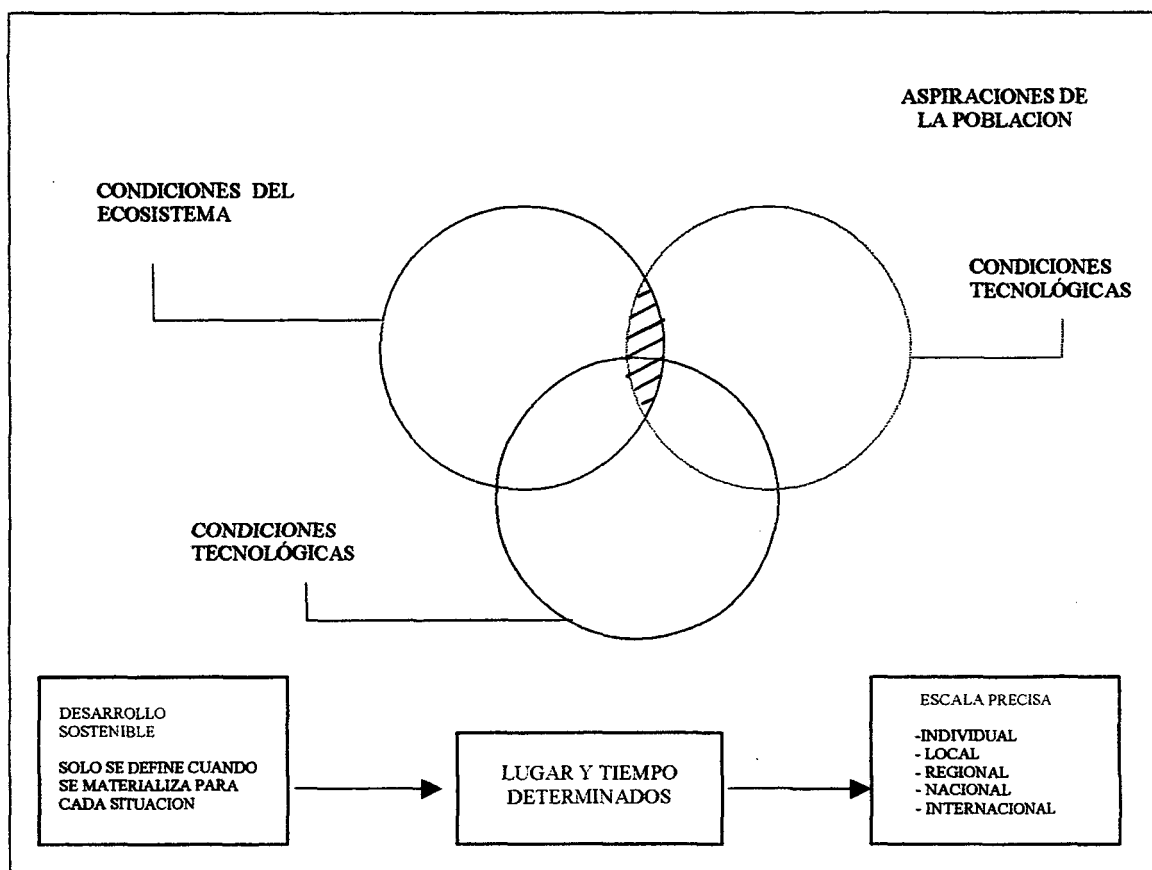 ASPIRACIONES DE
LA POBLACION
CONDICIONES DEL
ECOSISTEMA
CONDICIONES
TECNOLÓGICAS
CONDICIONES
TECNOLÓGICAS
DESARROLLO
SOSTENIBLE
SOLO SE DEFINE CUANDO
SE MATERIALIZA PARA
CADA SITUACION
LUGAR Y TIEMPO
DETERMINADOS
ESCALA PRECISA
-INDIVIDUAL
- LOCAL
- REGIONAL
- NACIONAL
- INTERNACIONAL